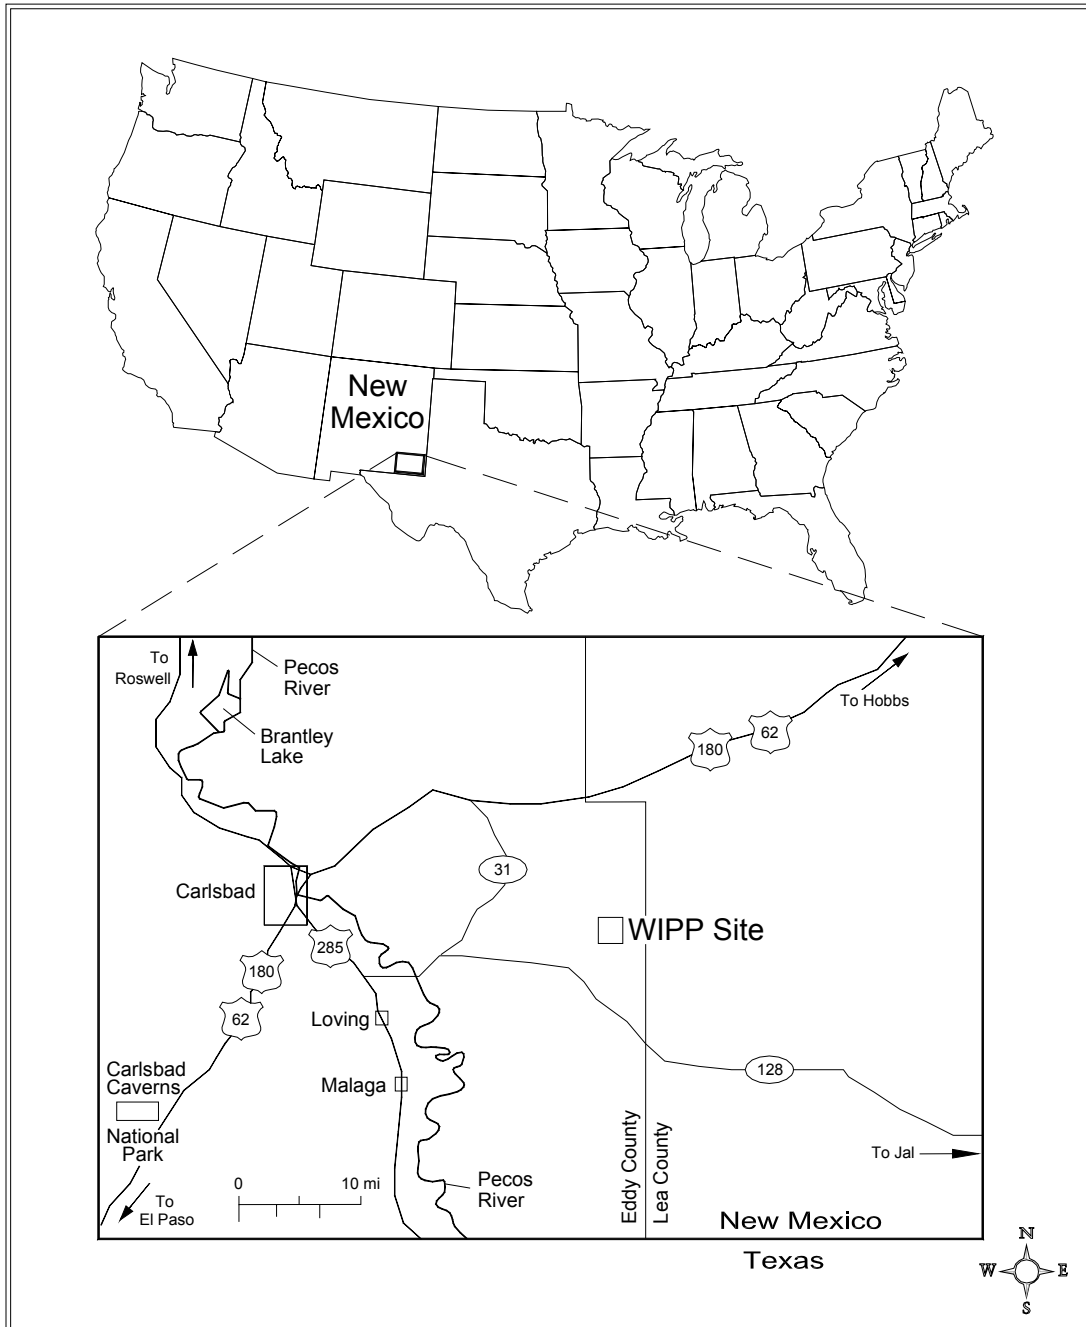 New
Mexico
To
Roswell
Pecos
River
Brantley
Lake
To Hobbs
180
62
31
Carlsbad
WIPP Site
285
180
62
Loving
Carlsbad
Caverns
National
Park
Malaga
128
To Jal
Eddy County
Lea County
Pecos
River
0
10 mi
To
El Paso
New Mexico
Texas
N
W
E
S